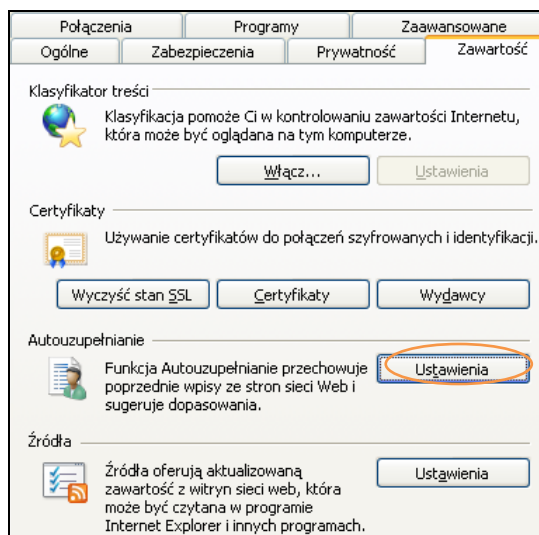 Połączenia Programy Zaawansowane
Ogólne Zabezpieczenia Prywatność Zawartość
Klasyfikator treści
Klasyfikacja pomoże Ci w kontrolowaniu zawartości Internetu,
która może być oglądana na tym komputerze.
Włącz... Ustawienia
Certyfikaty
Używanie certyfikatów do połączeń szyfrowanych i identyfikacji.
Wyczyść stan SSL Certyfikaty Wydawcy
Autouzupełnianie
Funkcja Autouzupełnianie przechowuje
poprzednie wpisy ze stron sieci Web i
sugeruje dopasowania.
Ustawienia
Źródła
Źródła oferują aktualizowaną
zawartość z witryn sieci web, która
może być czytana w programie
Internet Explorer i innych programach.
Ustawienia